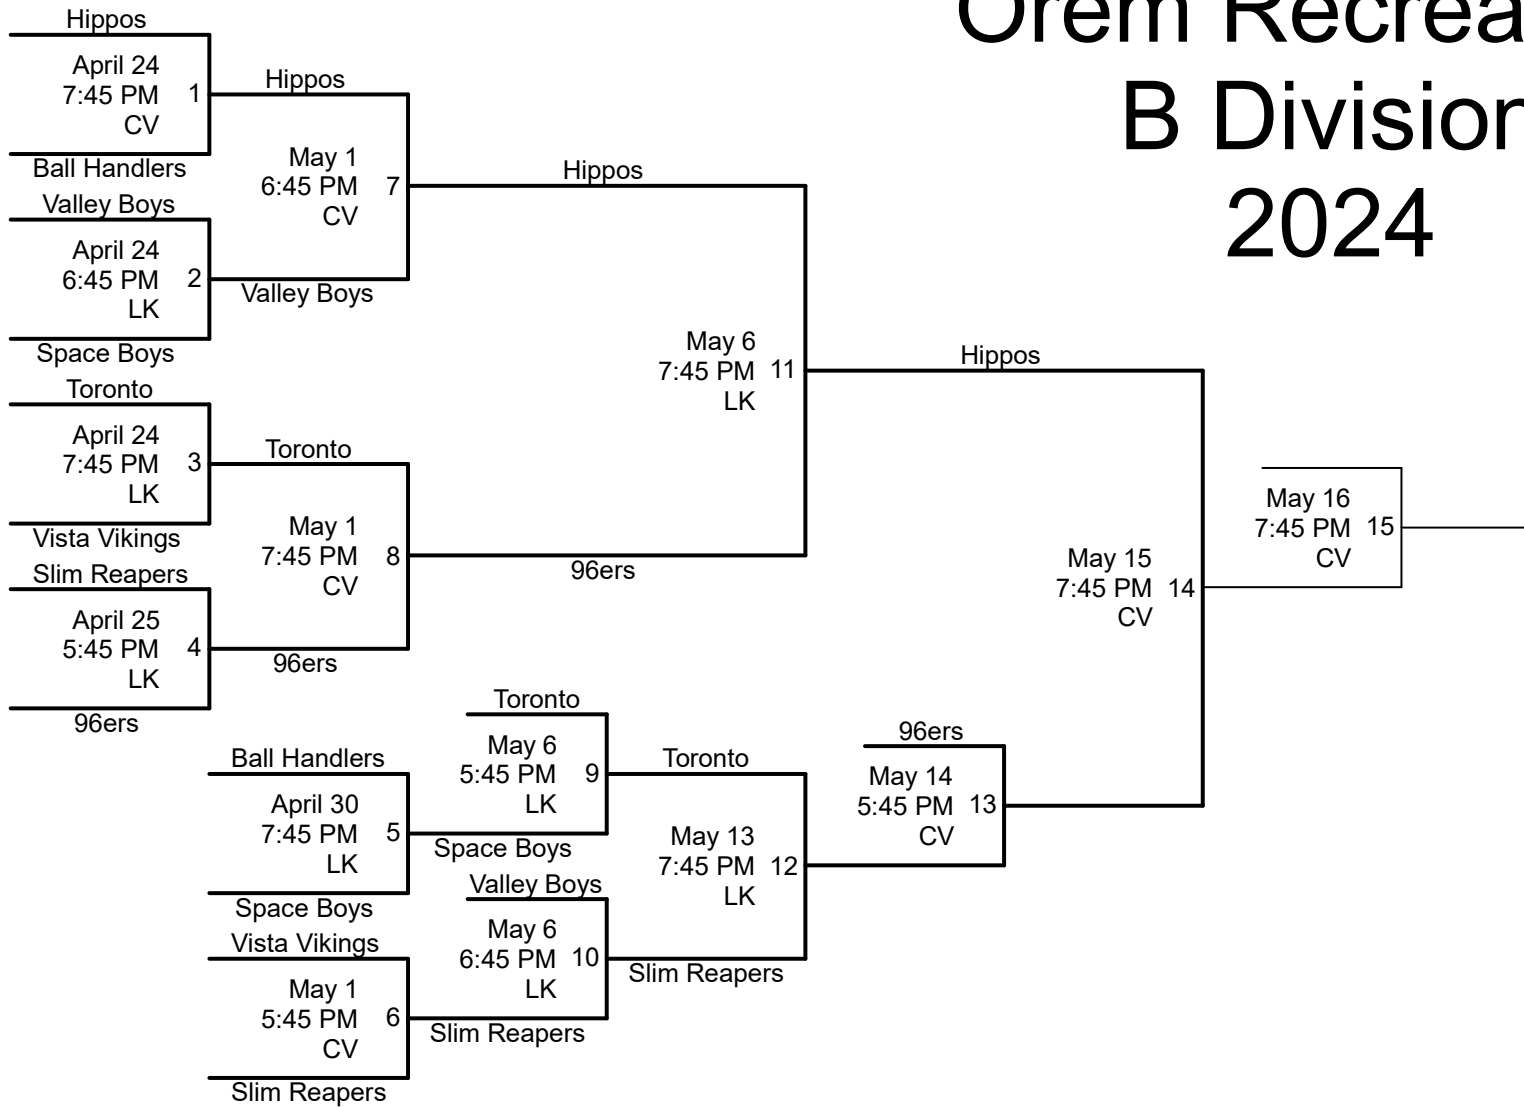 Orem Recrea
B Division
2024
Hippos
April 24
7:45 PM 1
CV
Ball Handlers
Valley Boys
April 24
6:45 PM 2
LK
Space Boys
Toronto
April 24
7:45 PM 3
LK
Vista Vikings
Slim Reapers
April 25
5:45 PM 4
LK
96ers
Hippos
May 1
6:45 PM 7
CV
Valley Boys
Toronto
May 1
7:45 PM 8
CV
96ers
Ball Handlers
April 30
7:45 PM 5
LK
Space Boys
Vista Vikings
May 1
5:45 PM 6
CV
Slim Reapers
Hippos
May 6
7:45 PM 11
LK
96ers
Toronto
May 6
5:45 PM 9
LK
Space Boys
Valley Boys
May 6
6:45 PM 10
LK
Slim Reapers
Toronto
May 13
7:45 PM 12
LK
Slim Reapers
Hippos
May 15
7:45 PM 14
CV
96ers
May 14
5:45 PM 13
CV
May 16
7:45 PM 15
CV